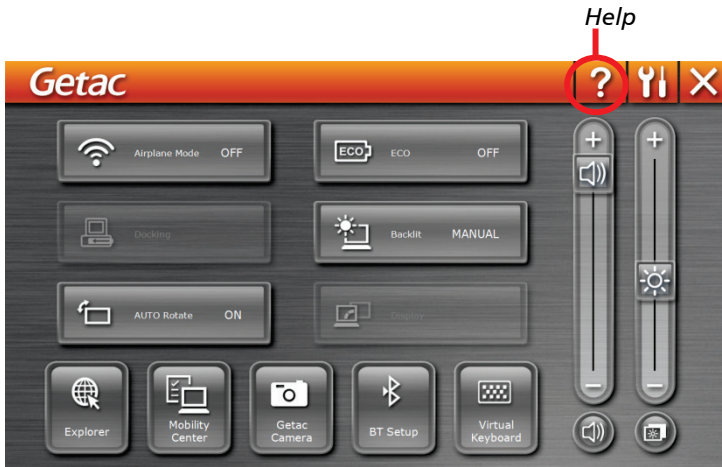 Help
Getac ?
Airplane Mode OFF
ECO ECO OFF
Docking
Backlit MANUAL
AUTO Rotate ON
Display
Explorer
Mobility
Center
Getac
Camera
BT Setup
Virtual
Keyboard